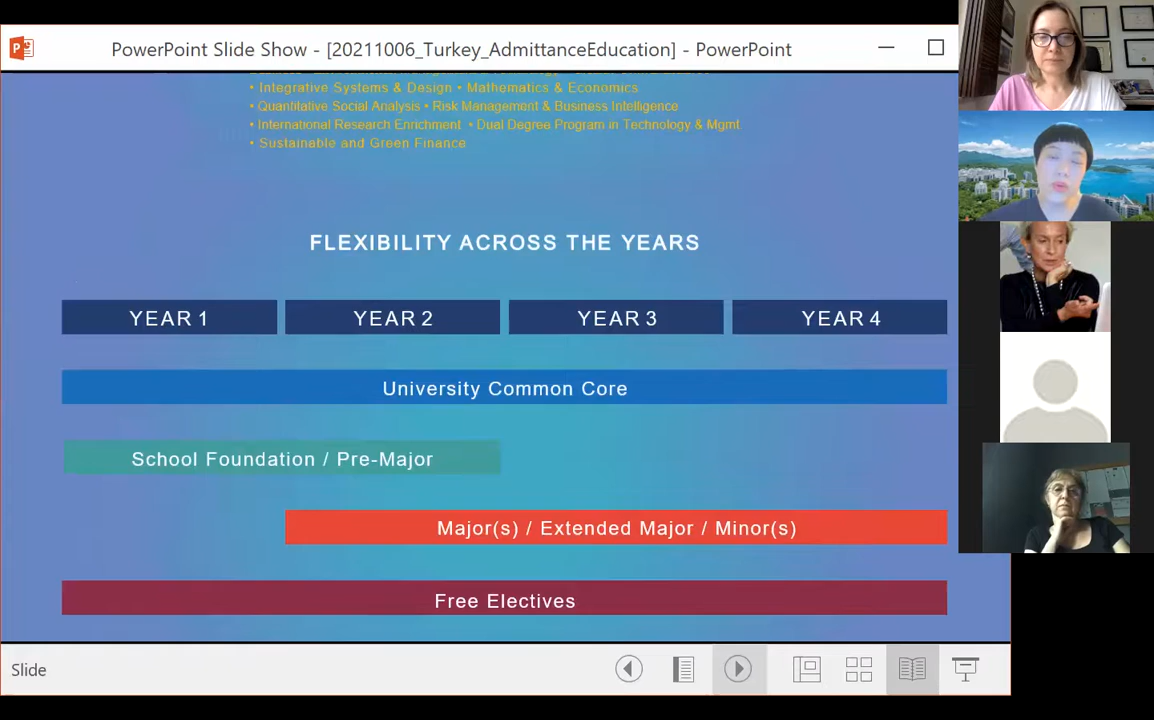 PowerPoint Slide Show - [20211006_Turkey_AdmittanceEducation] - PowerPoint
• Integrative Systems & Design • Mathematics & Economics
• Quantitative Social Analysis • Risk Management & Business Intelligence
• International Research Enrichment • Dual Degree Program in Technology & Mgmt
• Sustainable and Green Finance
FLEXIBILITY ACROSS THE YEARS
YEAR 1 YEAR 2 YEAR 3 YEAR 4
University Common Core
School Foundation / Pre-Major
Major(s) / Extended Major / Minor(s)
Free Electives
Slide